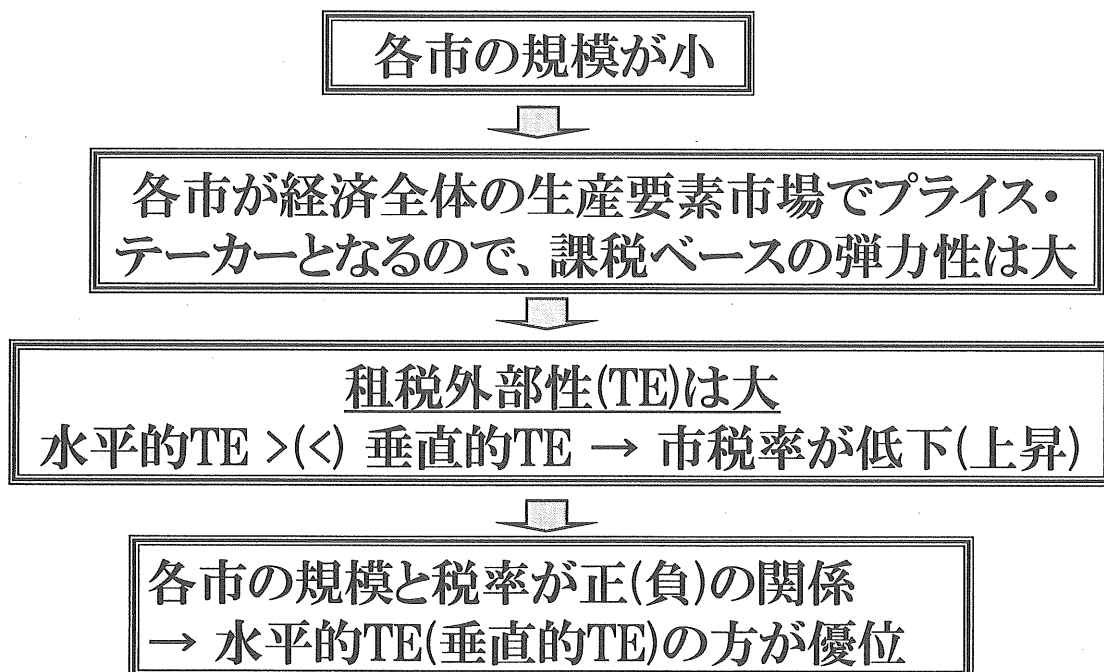 各市の規模が小
各市が経済全体の生産要素市場でプライス・
テーカーとなるので、課税ベースの弾力性は大
租税外部性(TE)は大
水平的TE >(<) 垂直的TE → 市税率が低下(上昇)
各市の規模と税率が正(負)の関係
→ 水平的TE(垂直的TE)の方が優位